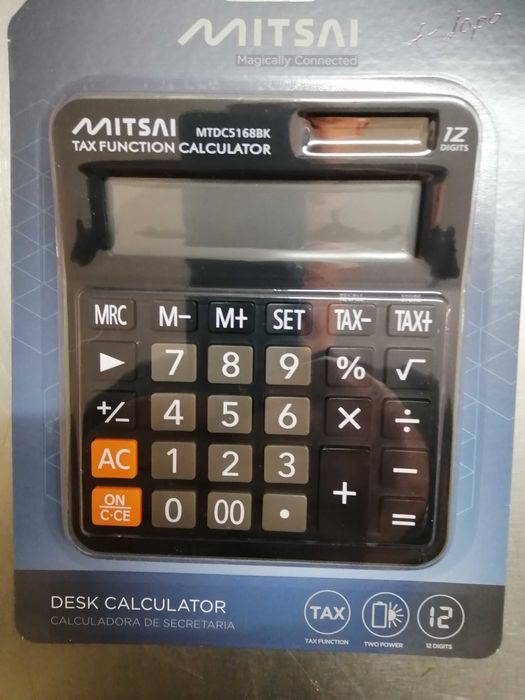 MITSAI
Magically Connected
MITSAI MTDC5168BK
TAX FUNCTION CALCULATOR
12
DIGITS
MRC M− M+ SET TAX− TAX+
▶ 7 8 9 % √
+/− 4 5 6 × ÷
AC 1 2 3 + −
ON
C·CE 0 00 · =
DESK CALCULATOR
CALCULADORA DE SECRETARIA
TAX
TAX FUNCTION
TWO POWER
12
12 DIGITS